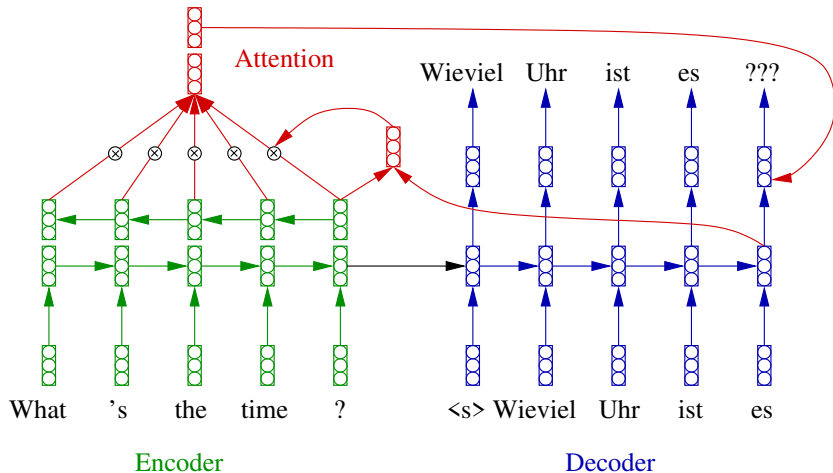 Attention
Wieviel Uhr ist es ???
What 's the time ? <s> Wieviel Uhr ist es
Encoder Decoder